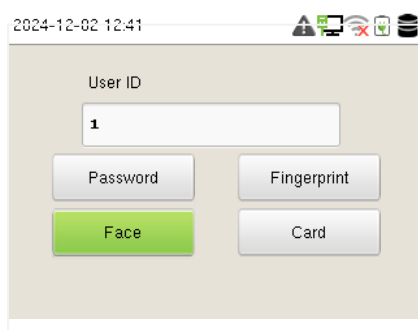 2024-12-02 12:41
User ID
1
Password Fingerprint
Face Card